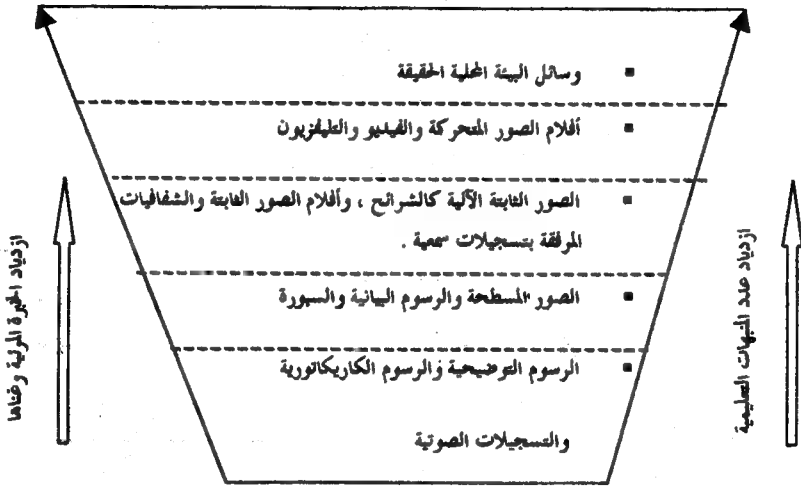 وسائل البيئة المحلية الحقيقة
أفلام الصور المتحركة والفيديو والتليفزيون
الصور الثابتة الآلية كالشرائح ، وأفلام الصور الثابتة والشفافيات
المرفقة بتسجيلات سمعية .
الصور المسطحة والرسوم البيانية والسبورة
الرسوم التوضيحية والرسوم الكاريكاتورية
والتسجيلات الصوتية
ازدياد عدد المنبهات التعليمية
ازدياد الخبرة المرئية وغناها